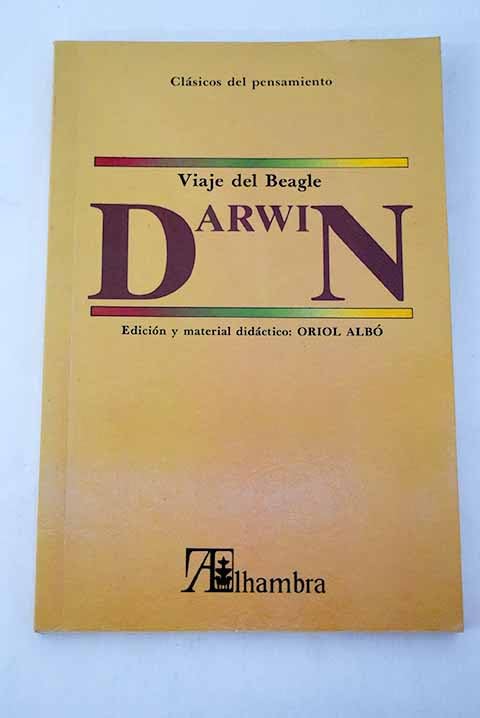 Clásicos del pensamiento
Viaje del Beagle
DARWIN
Edición y material didáctico: ORIOL ALBÓ
Alhambra